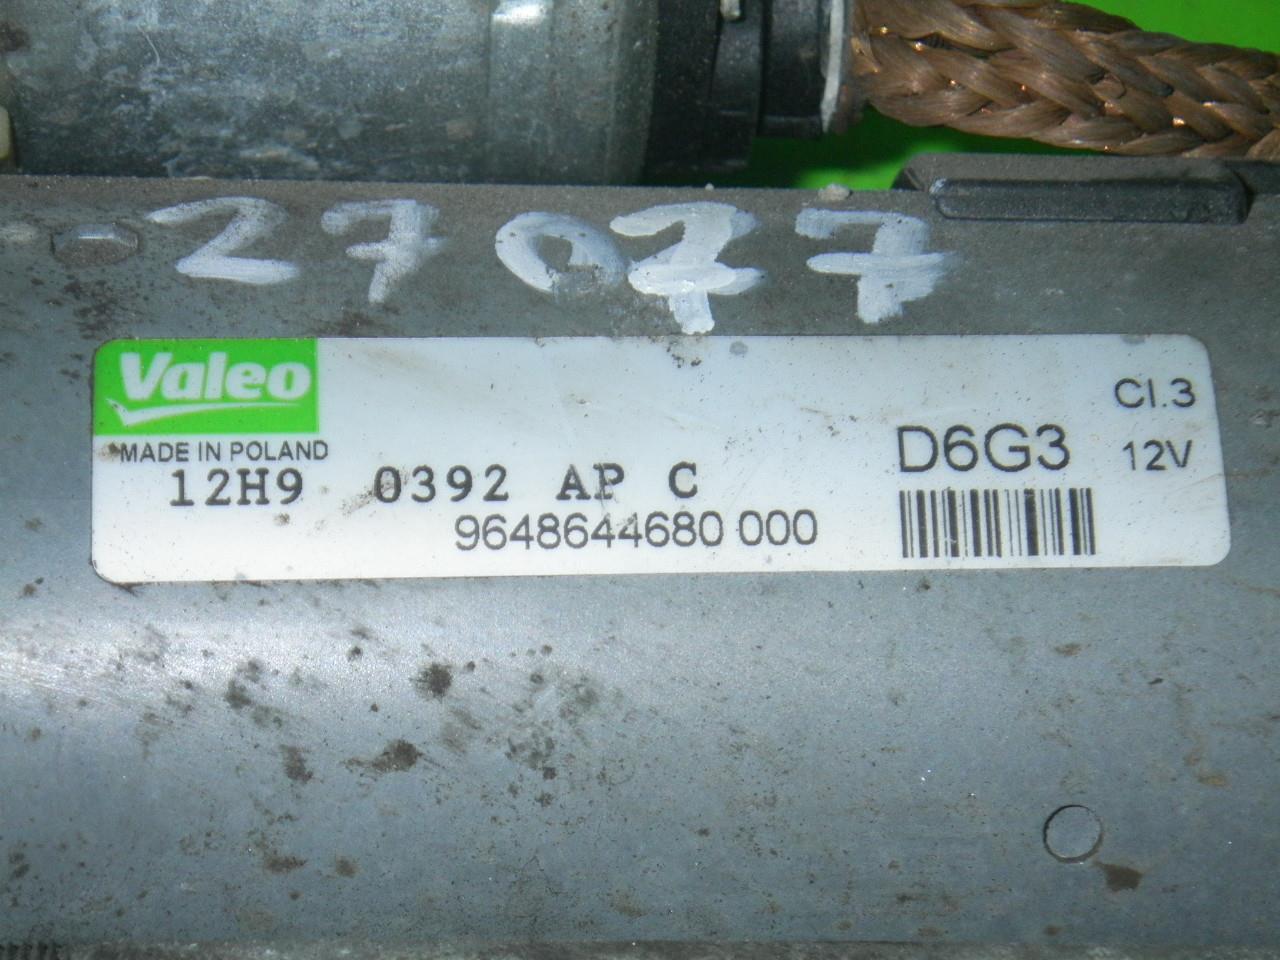 27077
Valeo
MADE IN POLAND
12H9 0392 AP C
9648644680 000
D6G3
Cl.3
12V